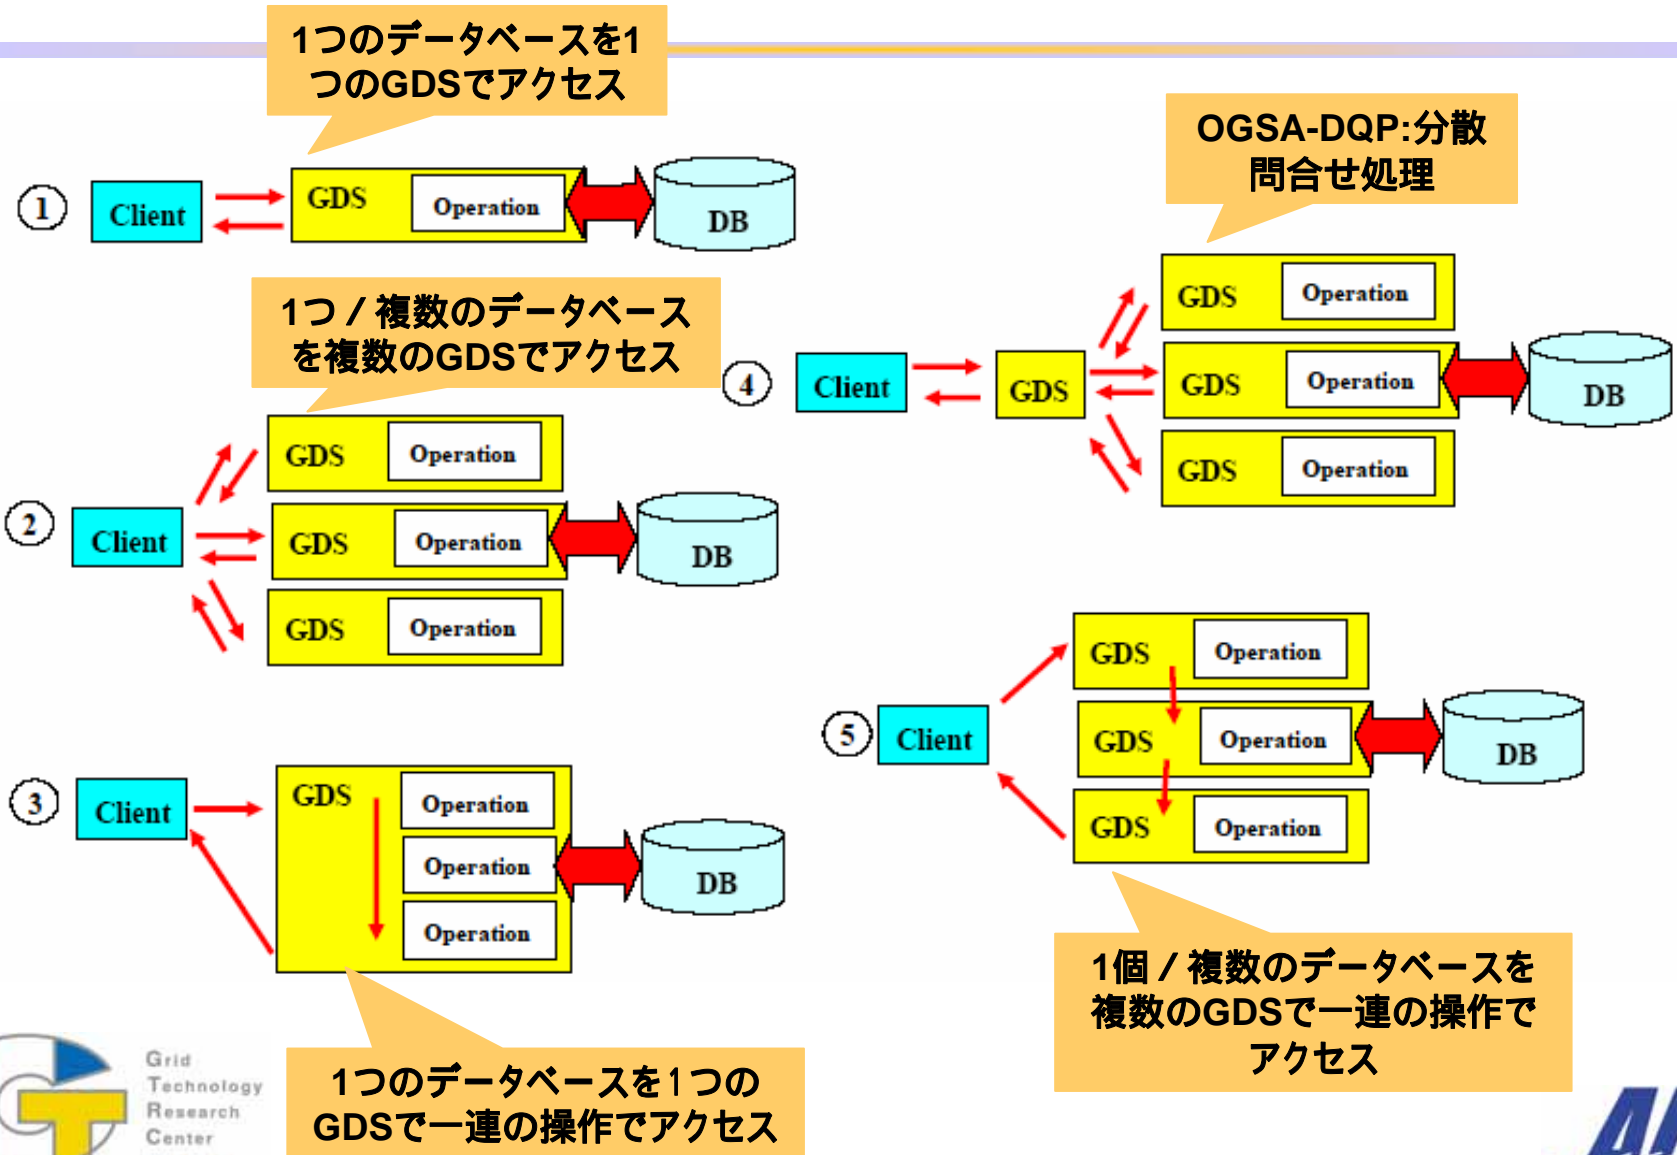 1つのデータベースを1
つのGDSでアクセス
① Client GDS Operation DB
1つ / 複数のデータベース
を複数のGDSでアクセス
② Client
GDS Operation
GDS Operation DB
GDS Operation
③ Client GDS
Operation
Operation DB
Operation
1つのデータベースを1つの
GDSで一連の操作でアクセス
OGSA-DQP:分散
問合せ処理
④ Client GDS
GDS Operation
GDS Operation DB
GDS Operation
⑤ Client
GDS Operation
GDS Operation DB
GDS Operation
1個 / 複数のデータベースを
複数のGDSで一連の操作で
アクセス
Grid
Technology
Research
Center